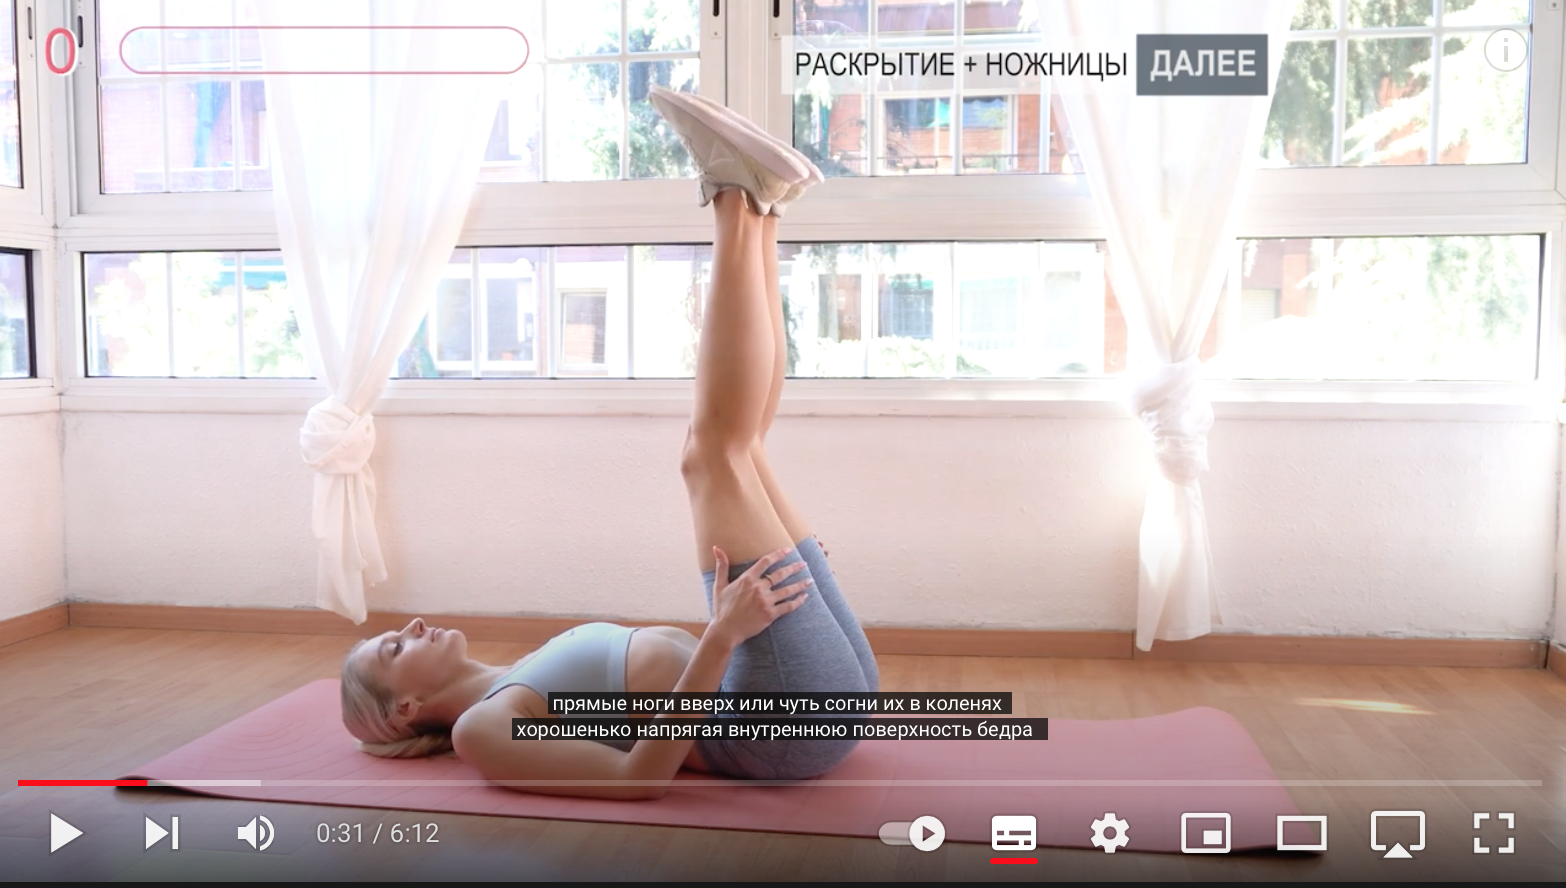 0
РАСКРЫТИЕ + НОЖНИЦЫ ДАЛЕЕ
прямые ноги вверх или чуть согни их в коленях
хорошенько напрягая внутреннюю поверхность бедра
0:31 / 6:12